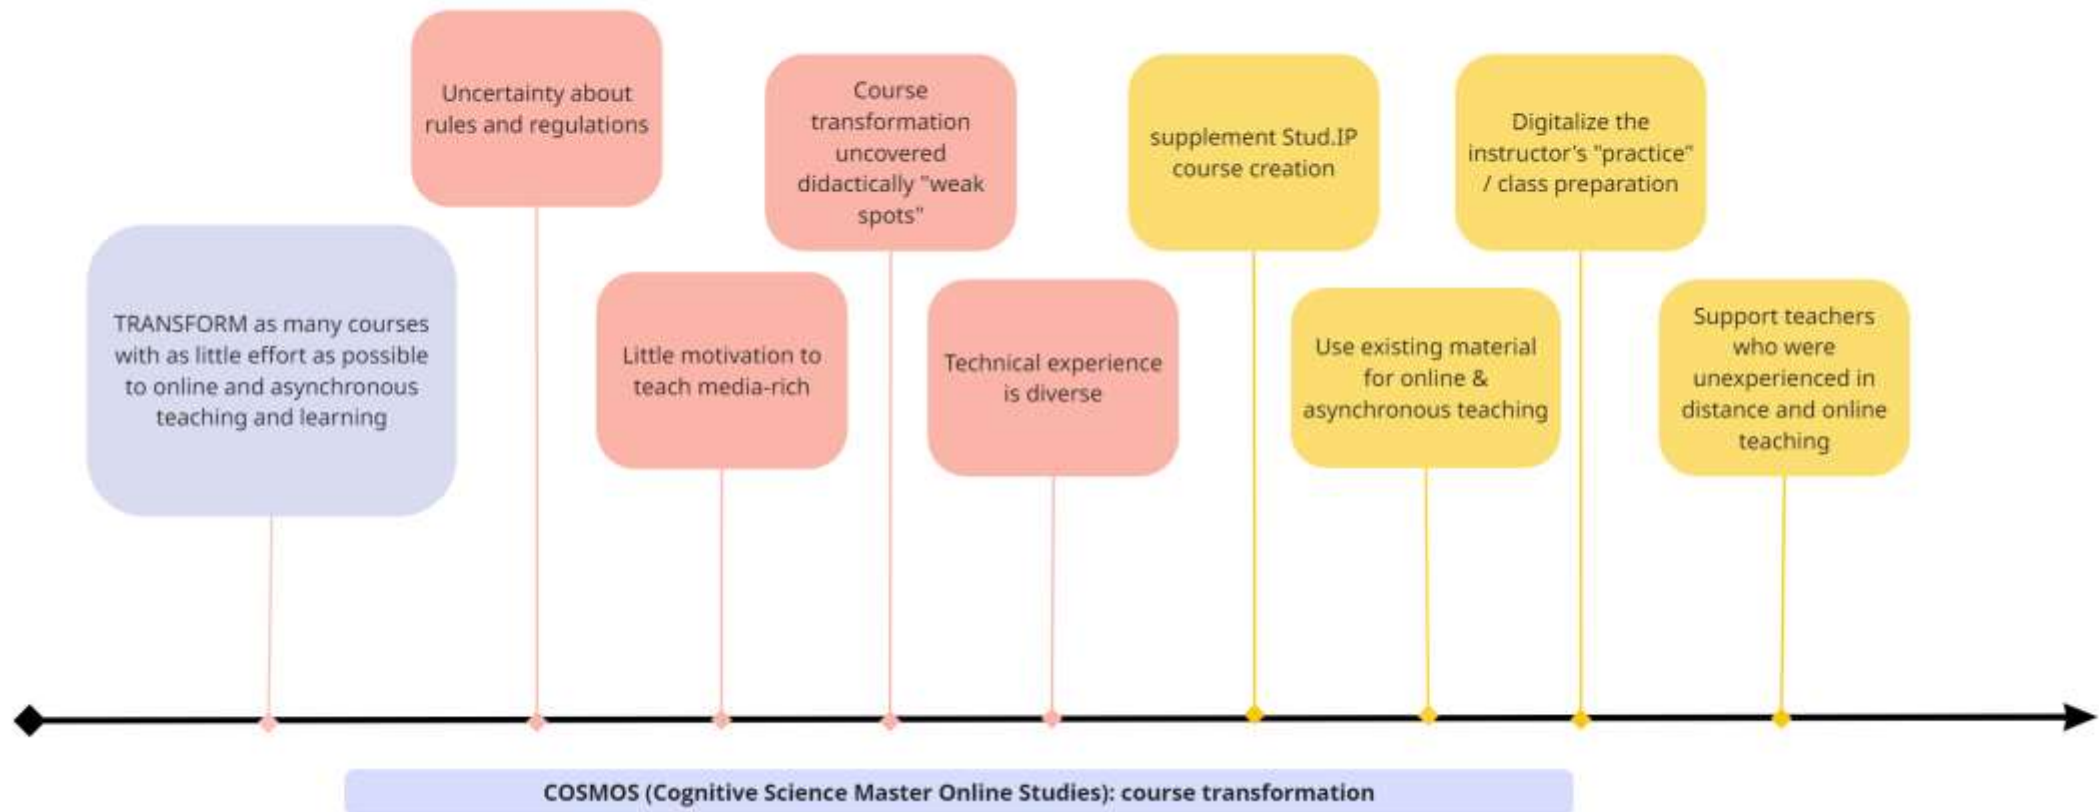 TRANSFORM as many courses
with as little effort as possible
to online and asynchronous
teaching and learning
Uncertainty about
rules and regulations
Little motivation to
teach media-rich
Course
transformation
uncovered
didactically "weak
spots"
Technical experience
is diverse
supplement Stud.IP
course creation
Use existing material
for online &
asynchronous teaching
Digitalize the
instructor's "practice"
/ class preparation
Support teachers
who were
unexperienced in
distance and online
teaching
COSMOS (Cognitive Science Master Online Studies): course transformation